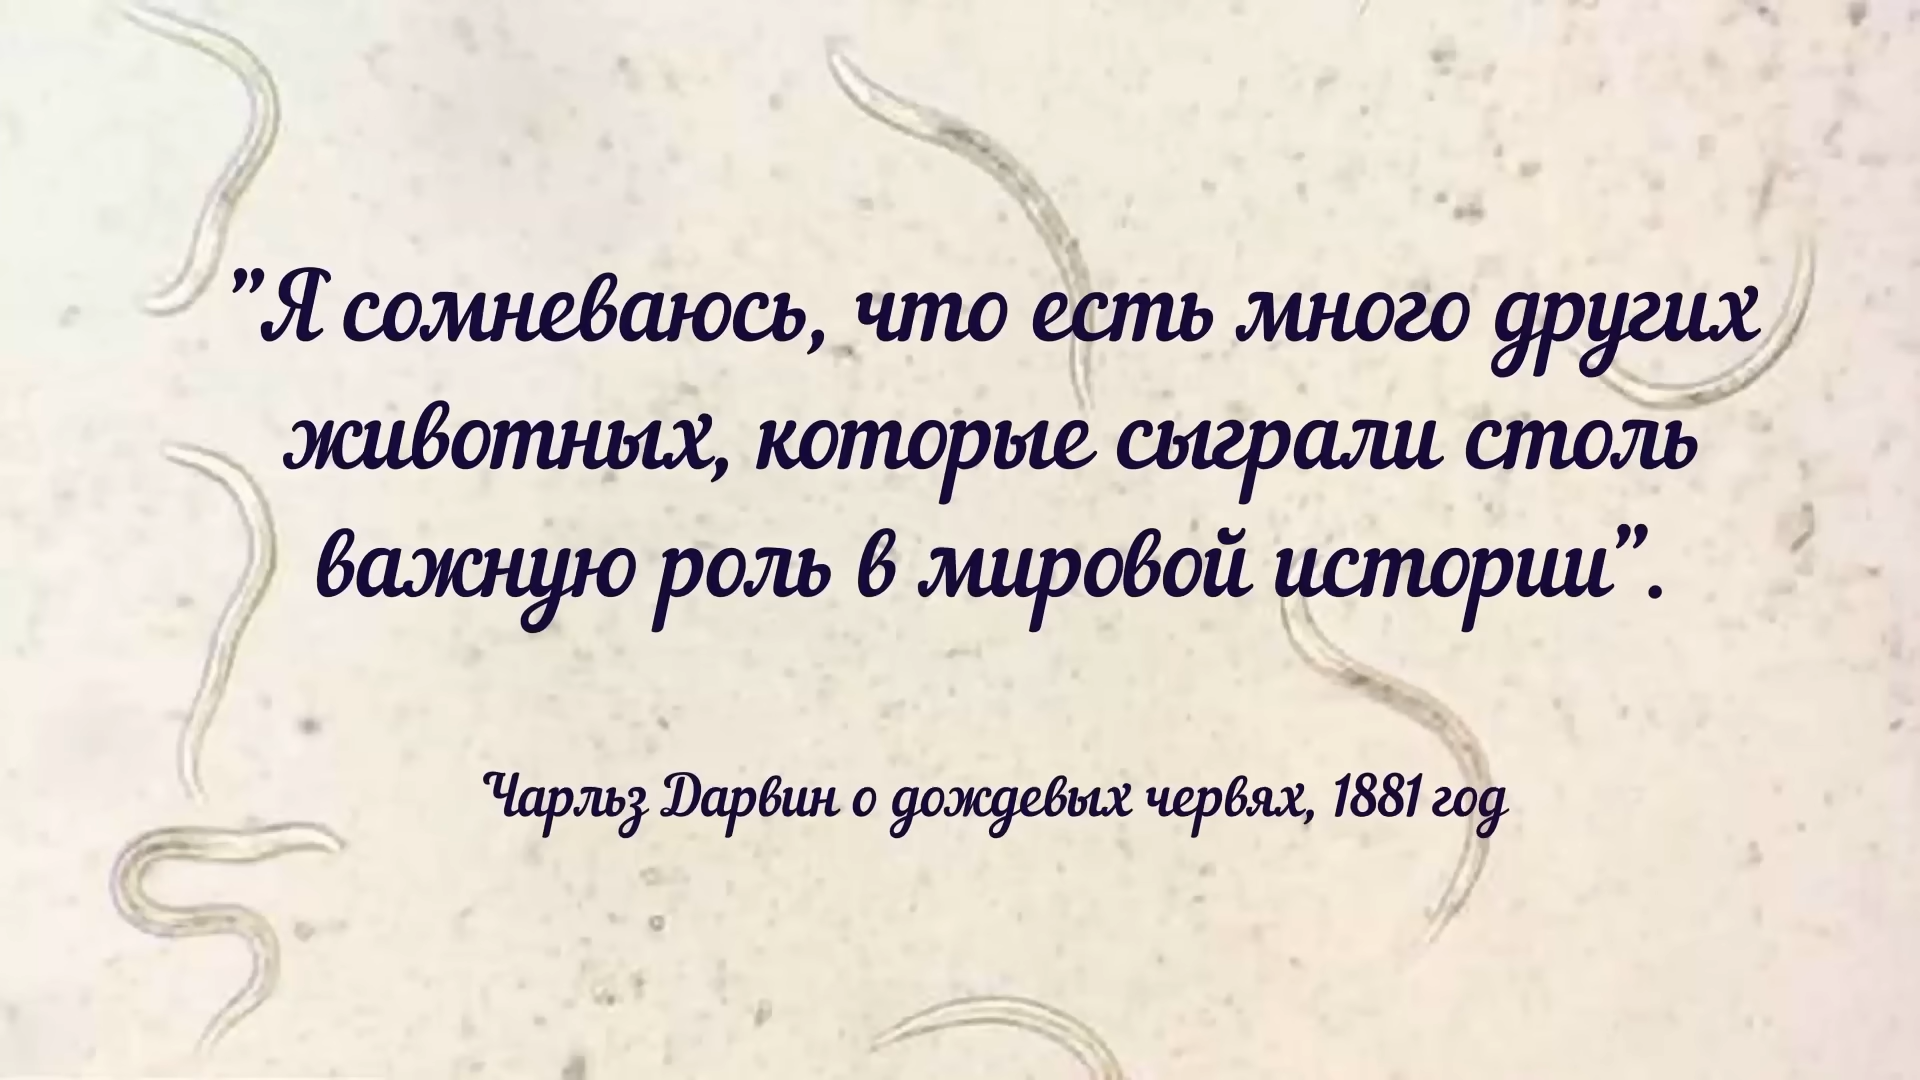 "Я сомневаюсь, что есть много других
животных, которые сыграли столь
важную роль в мировой истории".
Чарльз Дарвин о дождевых червях, 1881 год